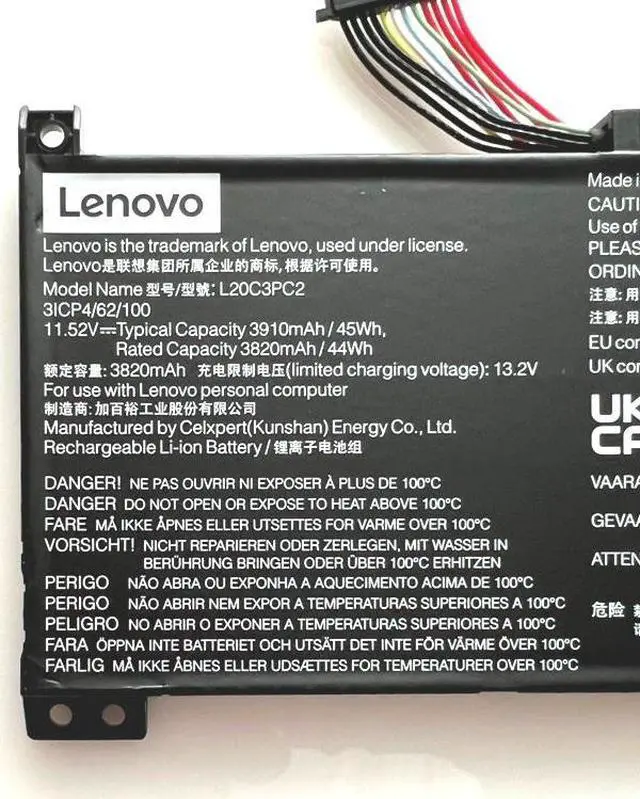 Lenovo
Lenovo is the trademark of Lenovo, used under license.
Lenovo是联想集团所属企业的商标,根据许可使用。
Model Name 型号/型號: L20C3PC2
3ICP4/62/100
11.52V⎓Typical Capacity 3910mAh / 45Wh,
Rated Capacity 3820mAh / 44Wh
额定容量: 3820mAh 充电限制电压(limited charging voltage): 13.2V
For use with Lenovo personal computer
制造商: 加百裕工业股份有限公司
Manufactured by Celxpert(Kunshan) Energy Co., Ltd.
Rechargeable Li-ion Battery / 锂离子电池组
DANGER! NE PAS OUVRIR NI EXPOSER À PLUS DE 100°C
DANGER DO NOT OPEN OR EXPOSE TO HEAT ABOVE 100°C
FARE MÅ IKKE ÅPNES ELLER UTSETTES FOR VARME OVER 100°C
VORSICHT! NICHT REPARIEREN ODER ZERLEGEN, MIT WASSER IN
BERÜHRUNG BRINGEN ODER ÜBER 100°C ERHITZEN
PERIGO NÃO ABRA OU EXPONHA A AQUECIMENTO ACIMA DE 100°C
PERIGO NÃO ABRIR NEM EXPOR A TEMPERATURAS SUPERIORES A 100°C
PELIGRO NO ABRIR O EXPONER A TEMPERATURAS SUPERIORES A 100°C
FARA ÖPPNA INTE BATTERIET OCH UTSÄTT DET INTE FÖR VÄRME ÖVER 100°C
FARLIG MÅ IKKE ÅBNES ELLER UDSÆTTES FOR TEMPERATURER OVER 100°C
Made i
CAUTI
Use of
PLEAS
ORDIN
注意: 用
注意: 用
EU con
UK con
UK
CA
VAARA
GEVAA
ATTEN
危险